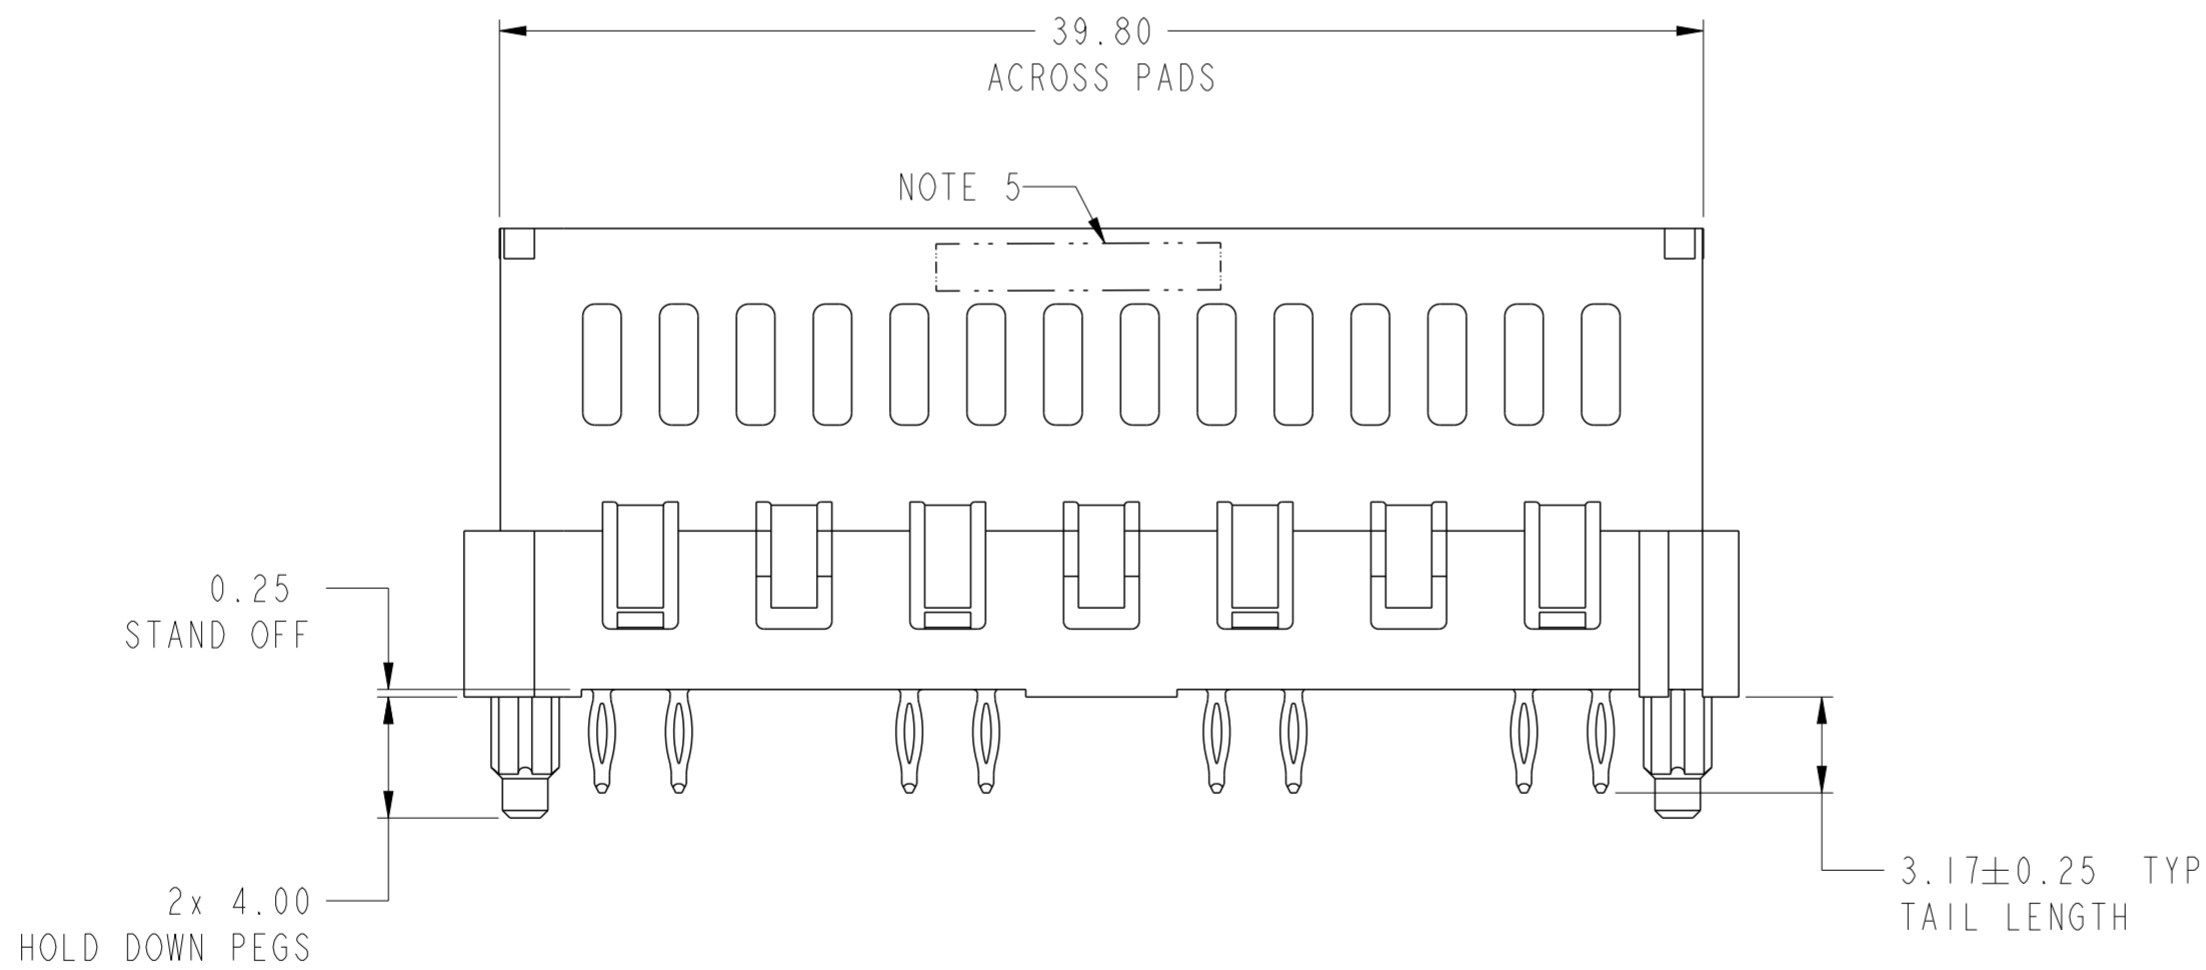 39.80
ACROSS PADS
NOTE 5
0.25
STAND OFF
2x 4.00
HOLD DOWN PEGS
3.17±0.25 TYP
TAIL LENGTH